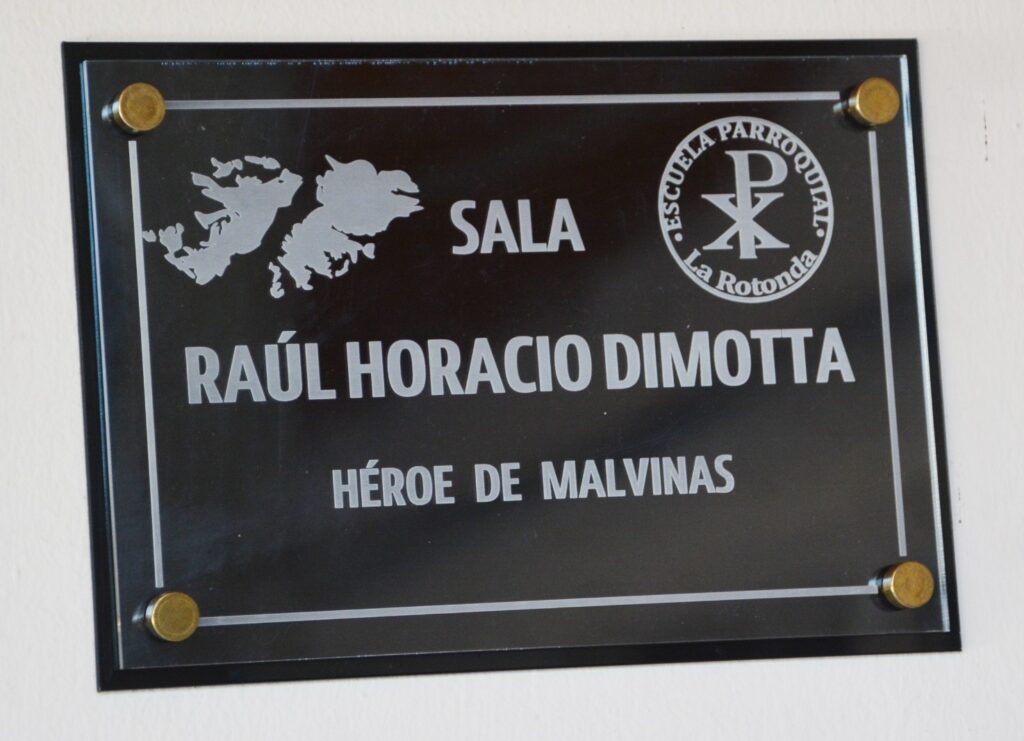 SALA
· ESCUELA PARROQUIAL ·
La Rotonda
RAÚL HORACIO DIMOTTA
HÉROE DE MALVINAS